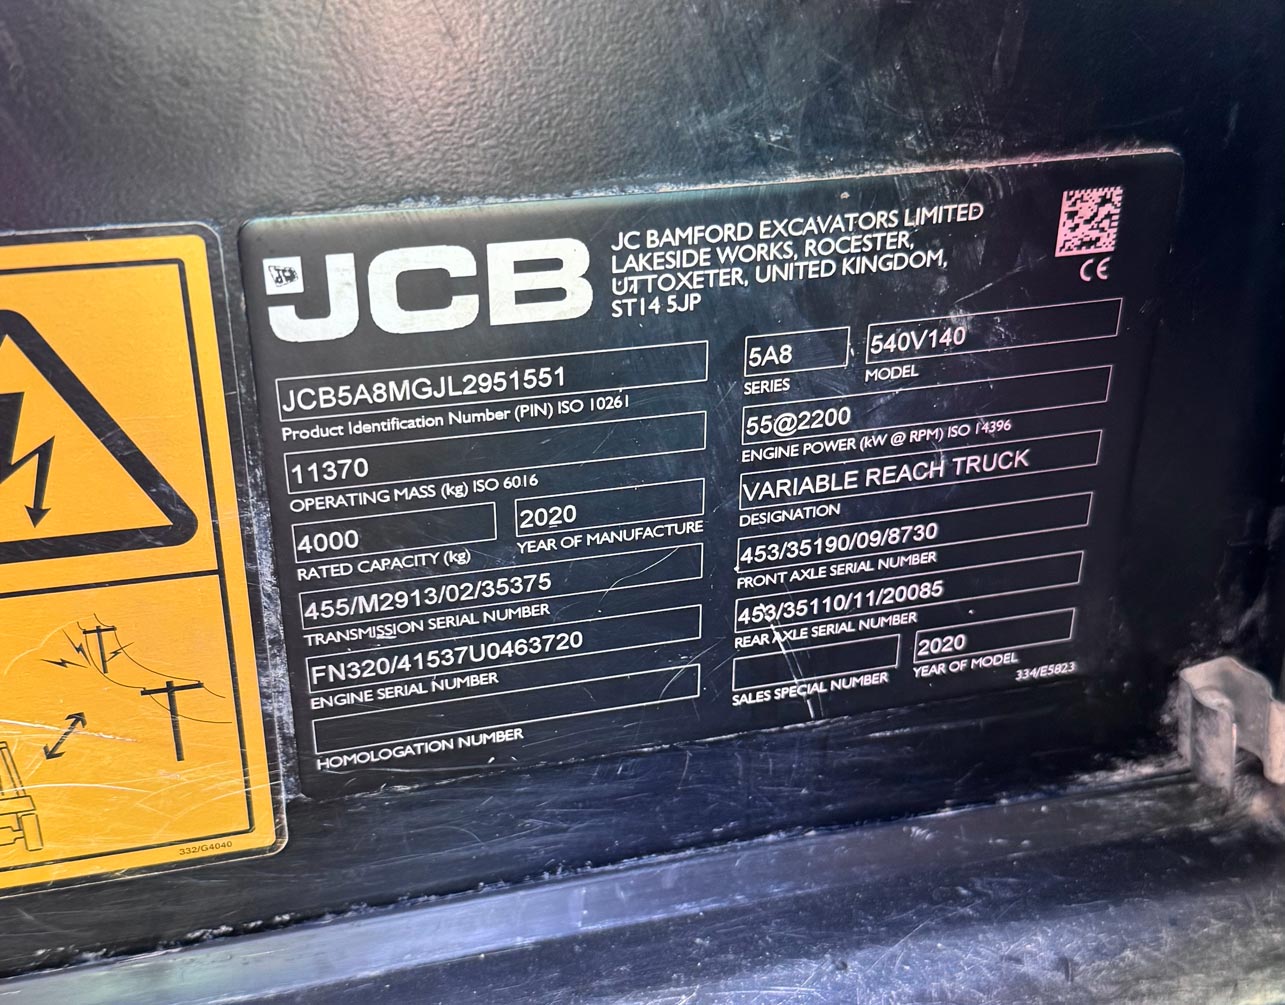 JCB
JC BAMFORD EXCAVATORS LIMITED
LAKESIDE WORKS, ROCESTER,
UTTOXETER, UNITED KINGDOM,
ST14 5JP
CE
JCB5A8MGJL2951551
Product Identification Number (PIN) ISO 10261
11370
OPERATING MASS (kg) ISO 6016
4000
RATED CAPACITY (kg)
2020
YEAR OF MANUFACTURE
455/M2913/02/35375
TRANSMISSION SERIAL NUMBER
FN320/41537U0463720
ENGINE SERIAL NUMBER
HOMOLOGATION NUMBER
5A8
SERIES
540V140
MODEL
55@2200
ENGINE POWER (kW @ RPM) ISO 14396
VARIABLE REACH TRUCK
DESIGNATION
453/35190/09/8730
FRONT AXLE SERIAL NUMBER
453/35110/11/20085
REAR AXLE SERIAL NUMBER
SALES SPECIAL NUMBER
2020
YEAR OF MODEL
334/E5823
332/G4040